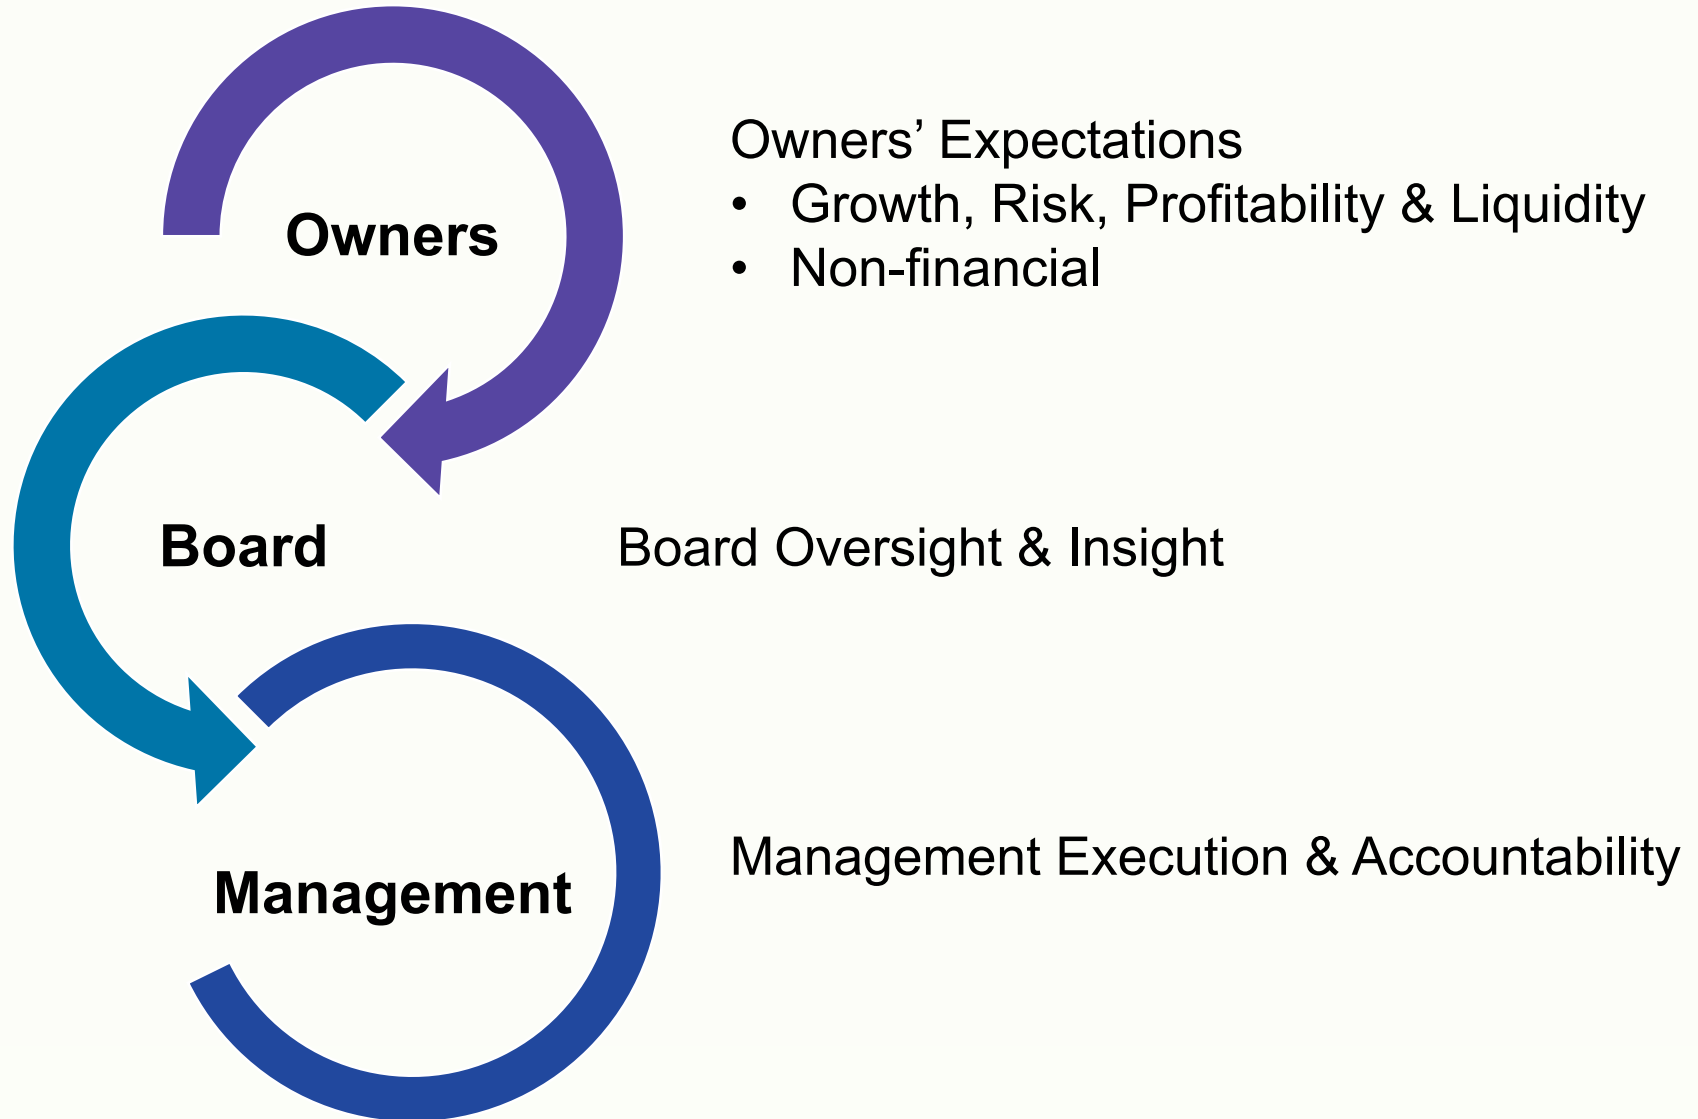 Owners
Owners’ Expectations
• Growth, Risk, Profitability & Liquidity
• Non-financial
Board
Board Oversight & Insight
Management
Management Execution & Accountability